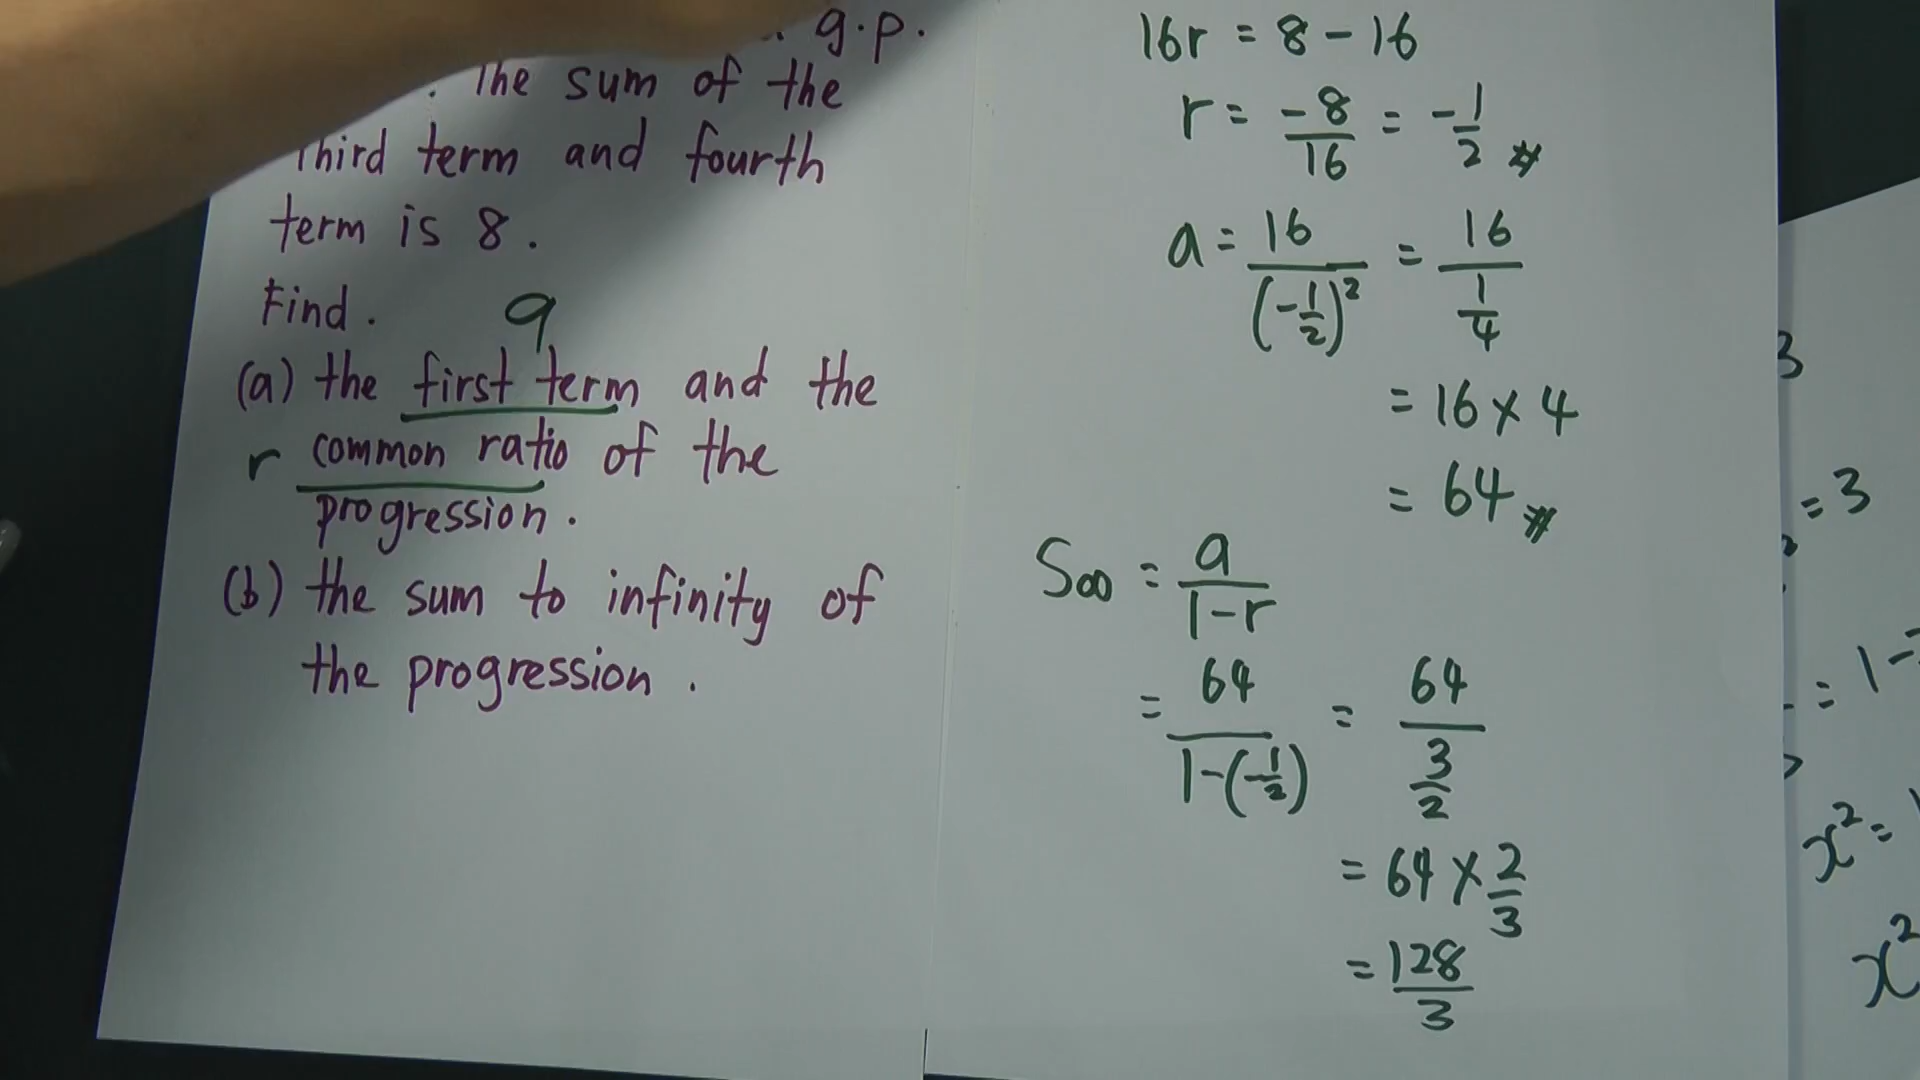 g.p.
. The sum of the
third term and fourth
term is 8.
Find.
a
(a) the first term and the
r common ratio of the
progression.
(b) the sum to infinity of
the progression.
16r = 8 - 16
r = -8/16 = -1/2 #
a = 16/(-1/2)² = 16/(1/4)
= 16 × 4
= 64 #
S∞ = a/(1-r)
= 64/(1-(-1/2)) = 64/(3/2)
= 64 × 2/3
= 128/3
3
= 3
= 1 -
x² =
x²